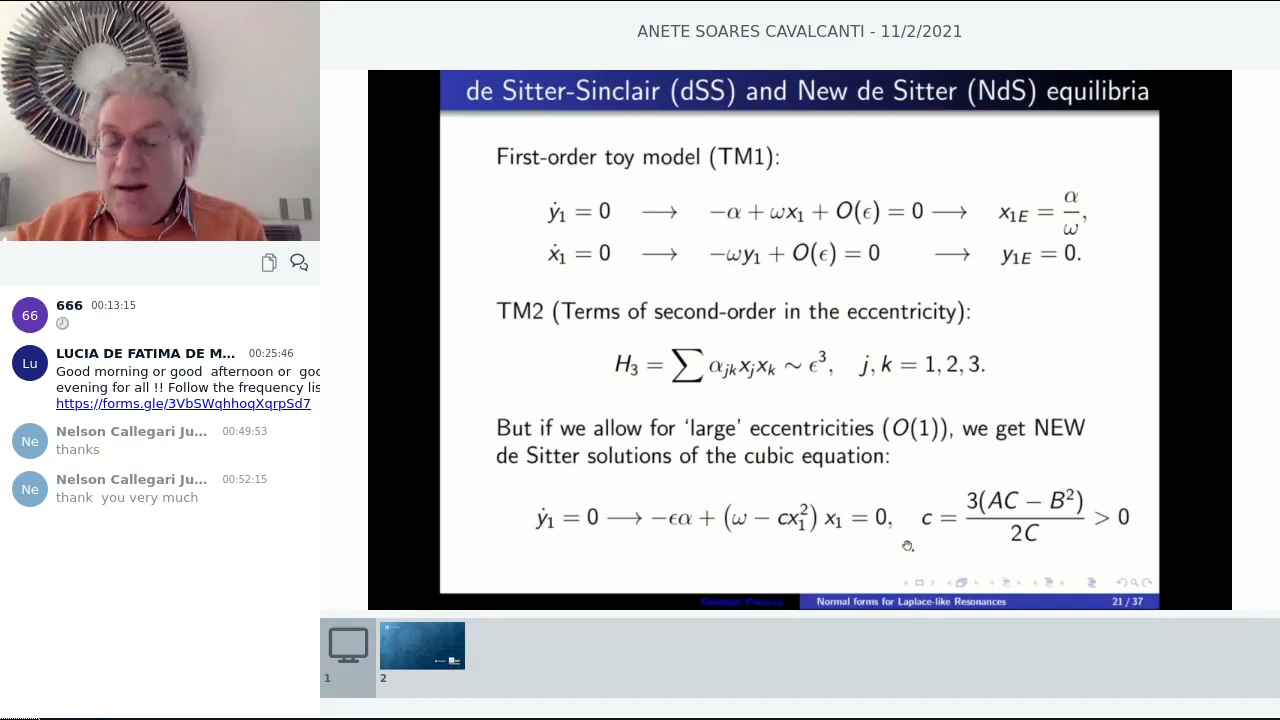 ANETE SOARES CAVALCANTI - 11/2/2021
de Sitter-Sinclair (dSS) and New de Sitter (NdS) equilibria
First-order toy model (TM1):
ẏ₁ = 0 ⟶ −α + ωx₁ + O(ϵ) = 0 ⟶ x₁E = α/ω,
ẋ₁ = 0 ⟶ −ωy₁ + O(ϵ) = 0 ⟶ y₁E = 0.
TM2 (Terms of second-order in the eccentricity):
H₃ = ∑ αⱼₖxⱼxₖ ∼ ϵ³, j, k = 1, 2, 3.
But if we allow for ‘large’ eccentricities (O(1)), we get NEW
de Sitter solutions of the cubic equation:
ẏ₁ = 0 ⟶ −ϵα + (ω − cx₁²) x₁ = 0, c = 3(AC − B²)/2C > 0
Normal forms for Laplace-like Resonances
21 / 37
66
666 00:13:15
Lu
LUCIA DE FATIMA DE M... 00:25:46
Good morning or good afternoon or goo
evening for all !! Follow the frequency lis
https://forms.gle/3VbSWqhhoqXqrpSd7
Ne
Nelson Callegari Ju... 00:49:53
thanks
Ne
Nelson Callegari Ju... 00:52:15
thank you very much
1
2